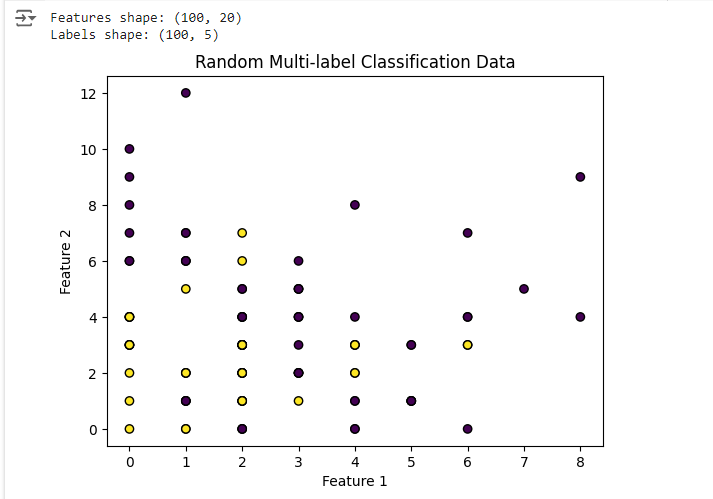 Features shape: (100, 20)
Labels shape: (100, 5)
Random Multi-label Classification Data
12
10
8
6
4
2
0
Feature 2
0 1 2 3 4 5 6 7 8
Feature 1